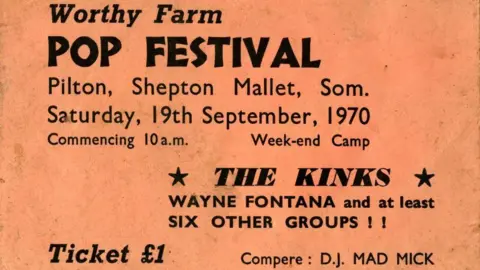 Worthy Farm
POP FESTIVAL
Pilton, Shepton Mallet, Som.
Saturday, 19th September, 1970
Commencing 10 a.m. Week-end Camp
★ THE KINKS ★
WAYNE FONTANA and at least
SIX OTHER GROUPS ! !
Ticket £1 Compere : D.J. MAD MICK